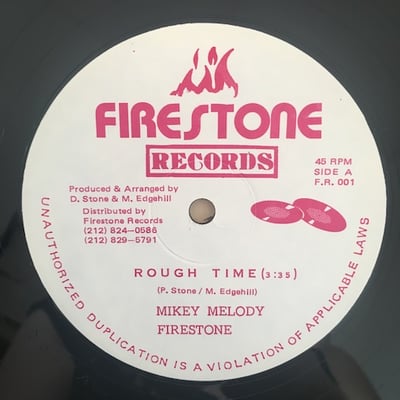 FIRESTONE
RECORDS
45 RPM
SIDE A
F.R. 001
Produced & Arranged by
D. Stone & M. Edgehill
Distributed by
Firestone Records
(212) 824-0586
(212) 829-5791
ROUGH TIME (3:35)
(P. Stone / M. Edgehill)
MIKEY MELODY
FIRESTONE
UNAUTHORIZED DUPLICATION IS A VIOLATION OF APPLICABLE LAWS